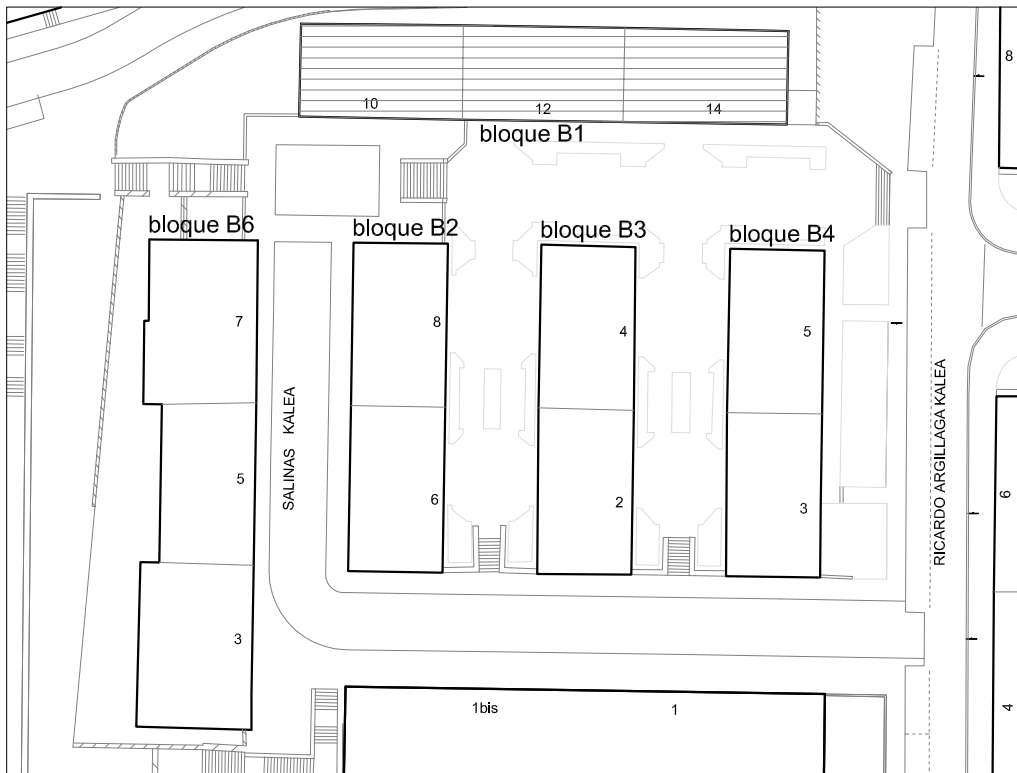 8
10
12
14
bloque B1
bloque B6
bloque B2
bloque B3
bloque B4
7
8
4
5
SALINAS KALEA
RICARDO ARGILLAGA KALEA
5
6
2
3
6
3
1bis
1
4